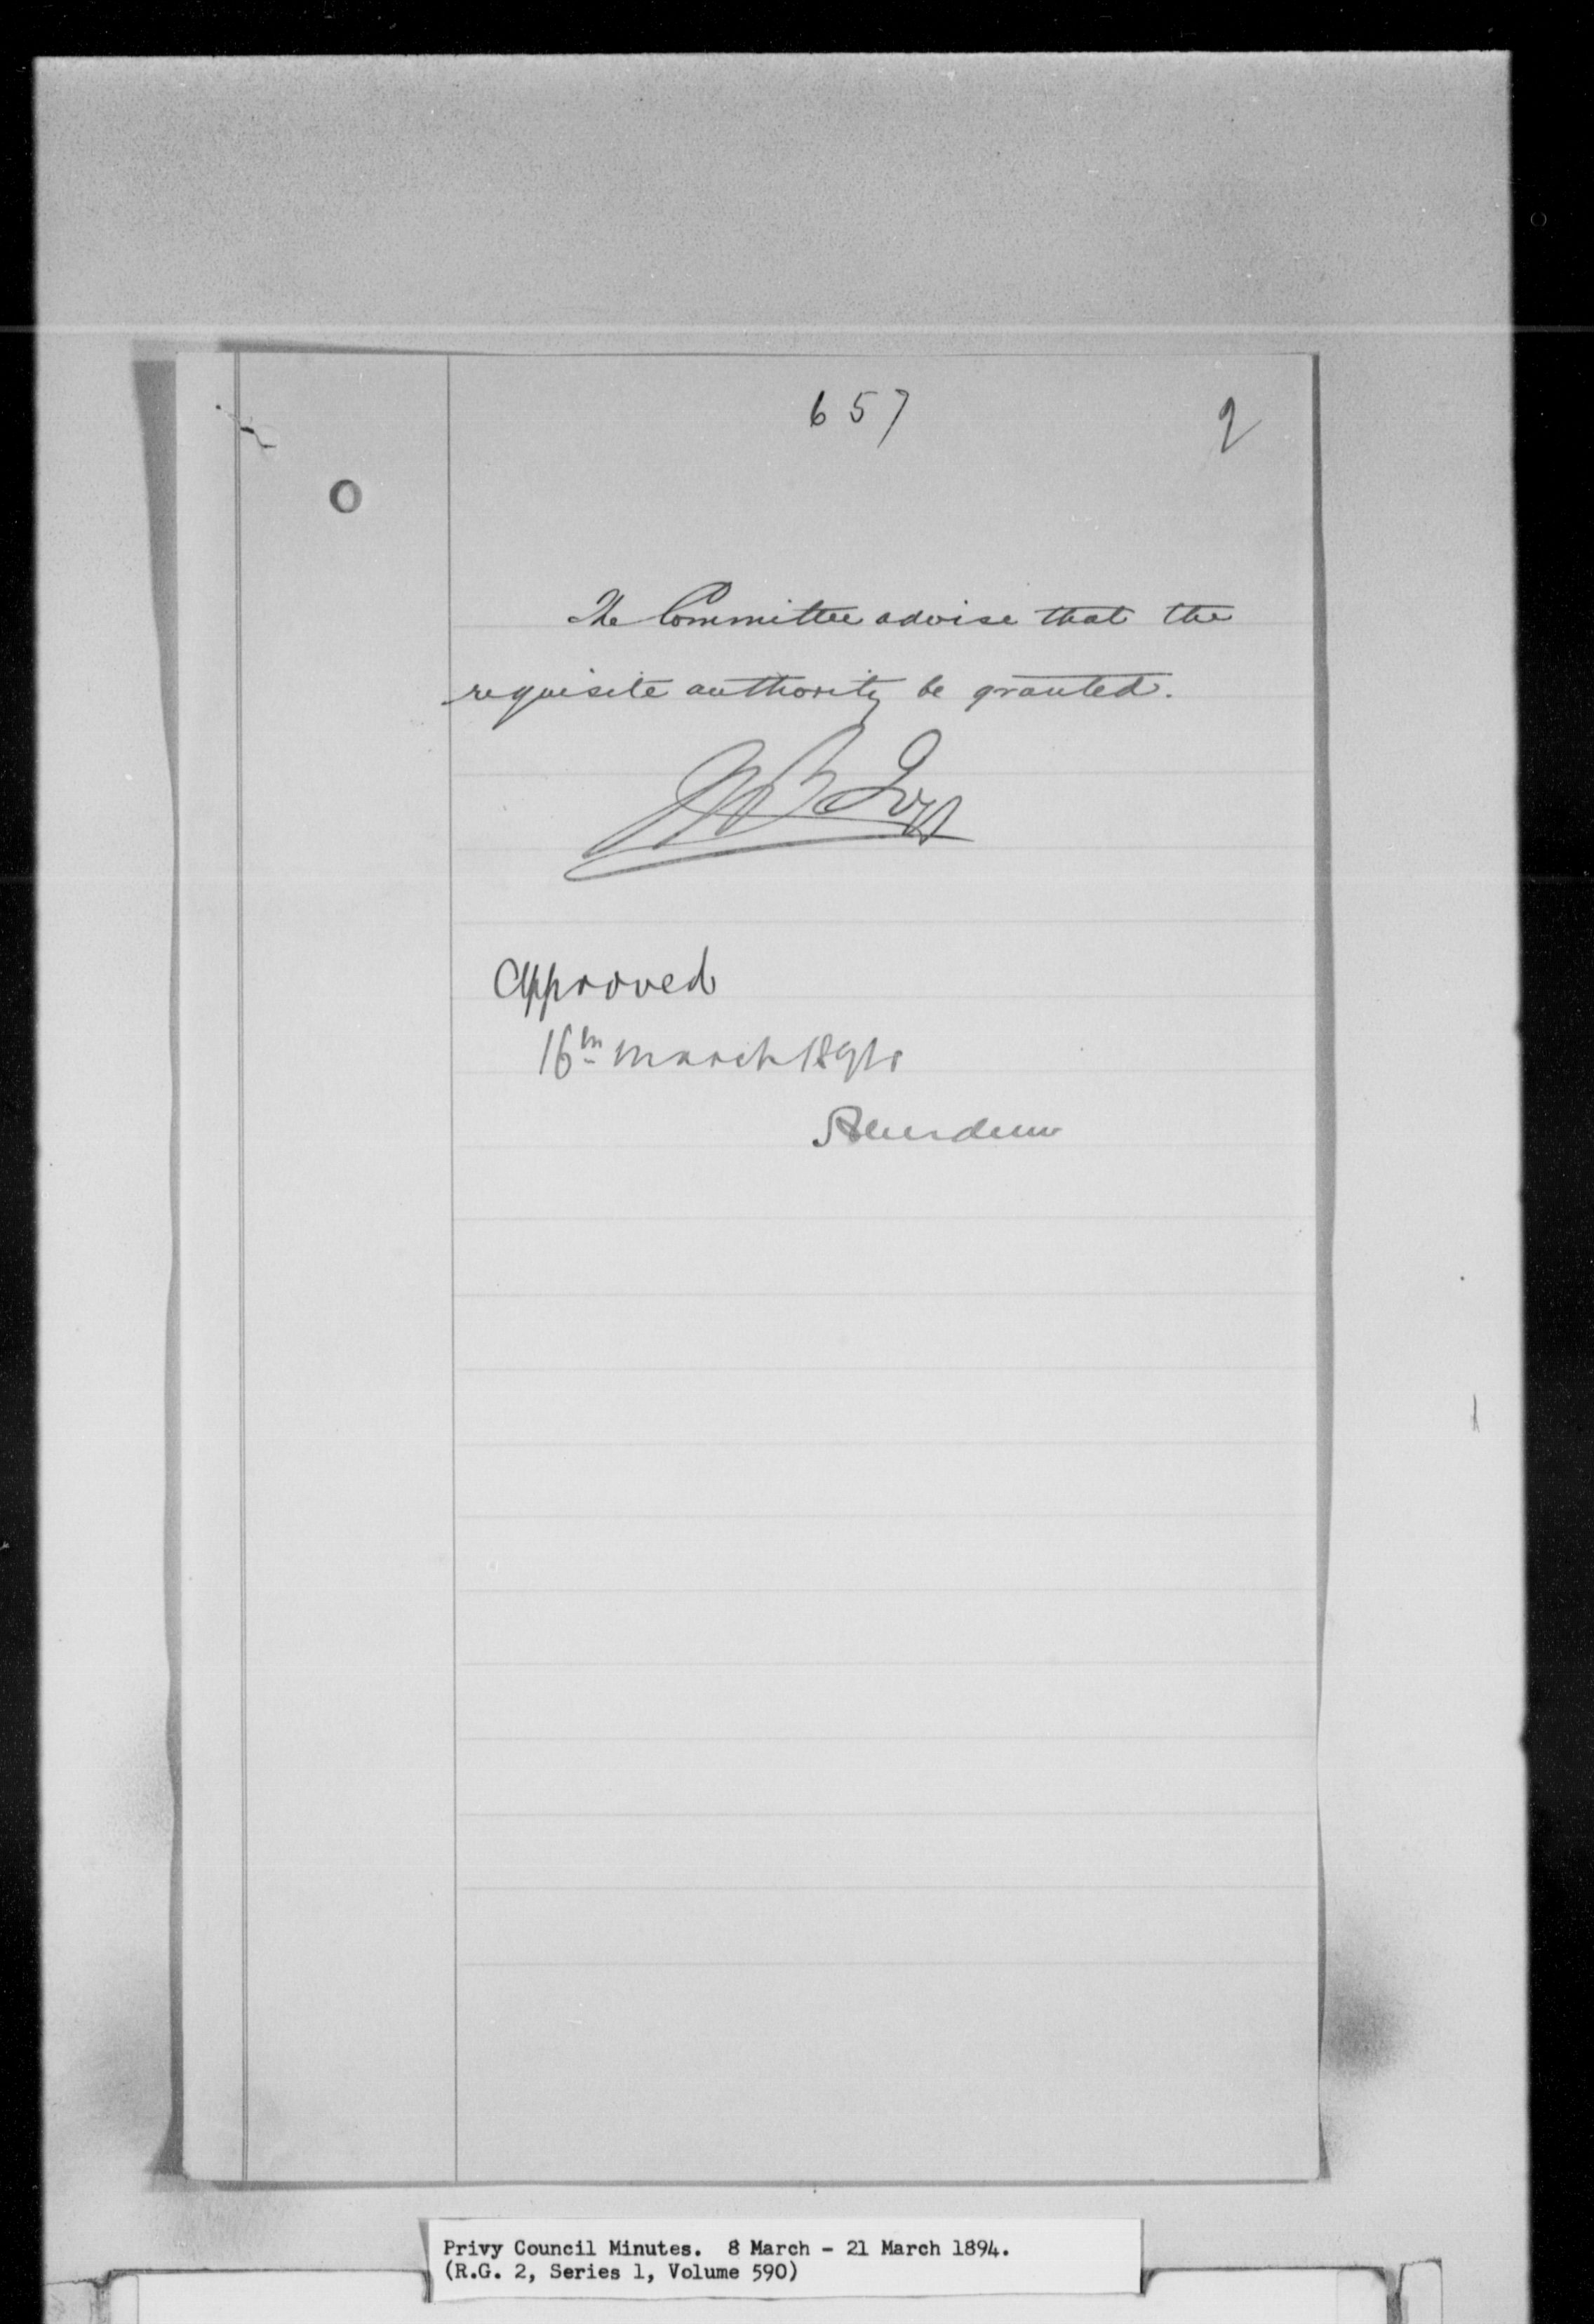 657 2
The Committee advise that the
requisite authority be granted.
Approved
16th March 1894
Aberdeen
Privy Council Minutes. 8 March - 21 March 1894.
(R.G. 2, Series 1, Volume 590)